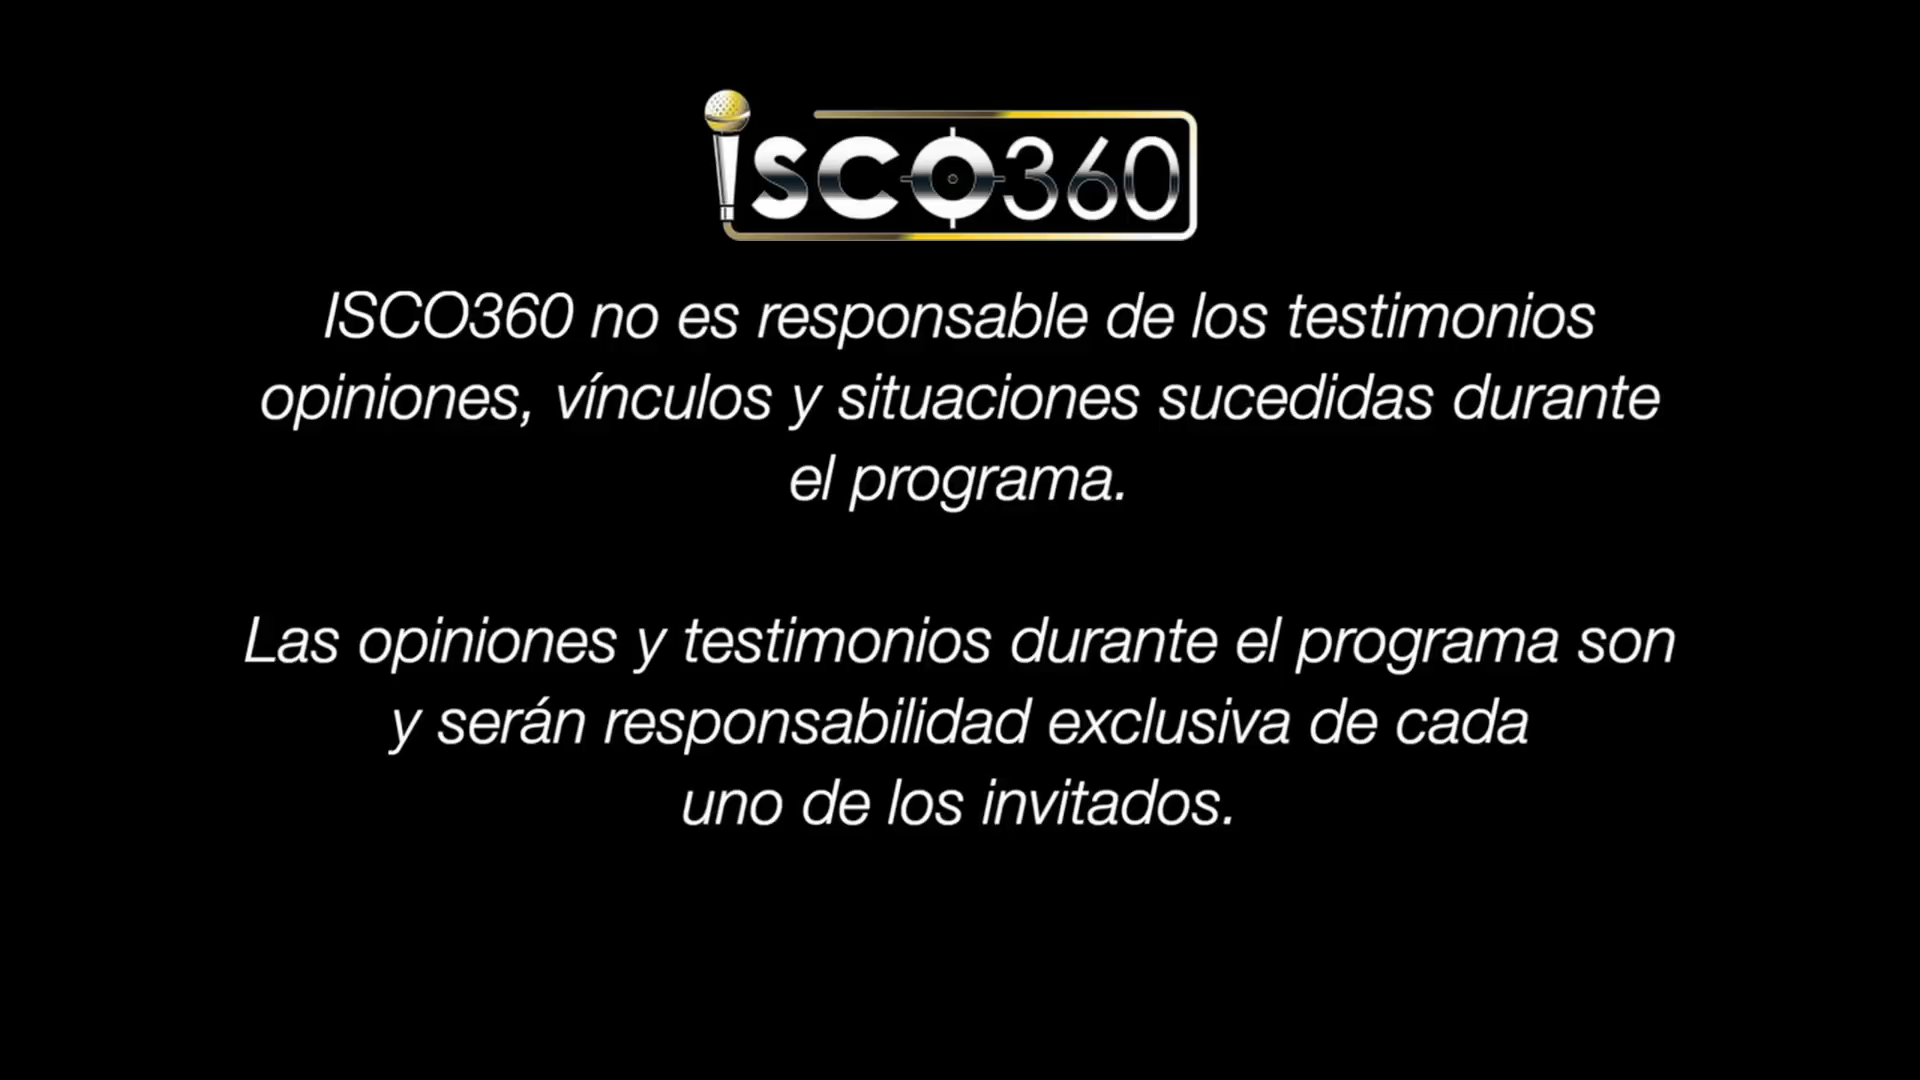 ISCO360
ISCO360 no es responsable de los testimonios
opiniones, vínculos y situaciones sucedidas durante
el programa.
Las opiniones y testimonios durante el programa son
y serán responsabilidad exclusiva de cada
uno de los invitados.